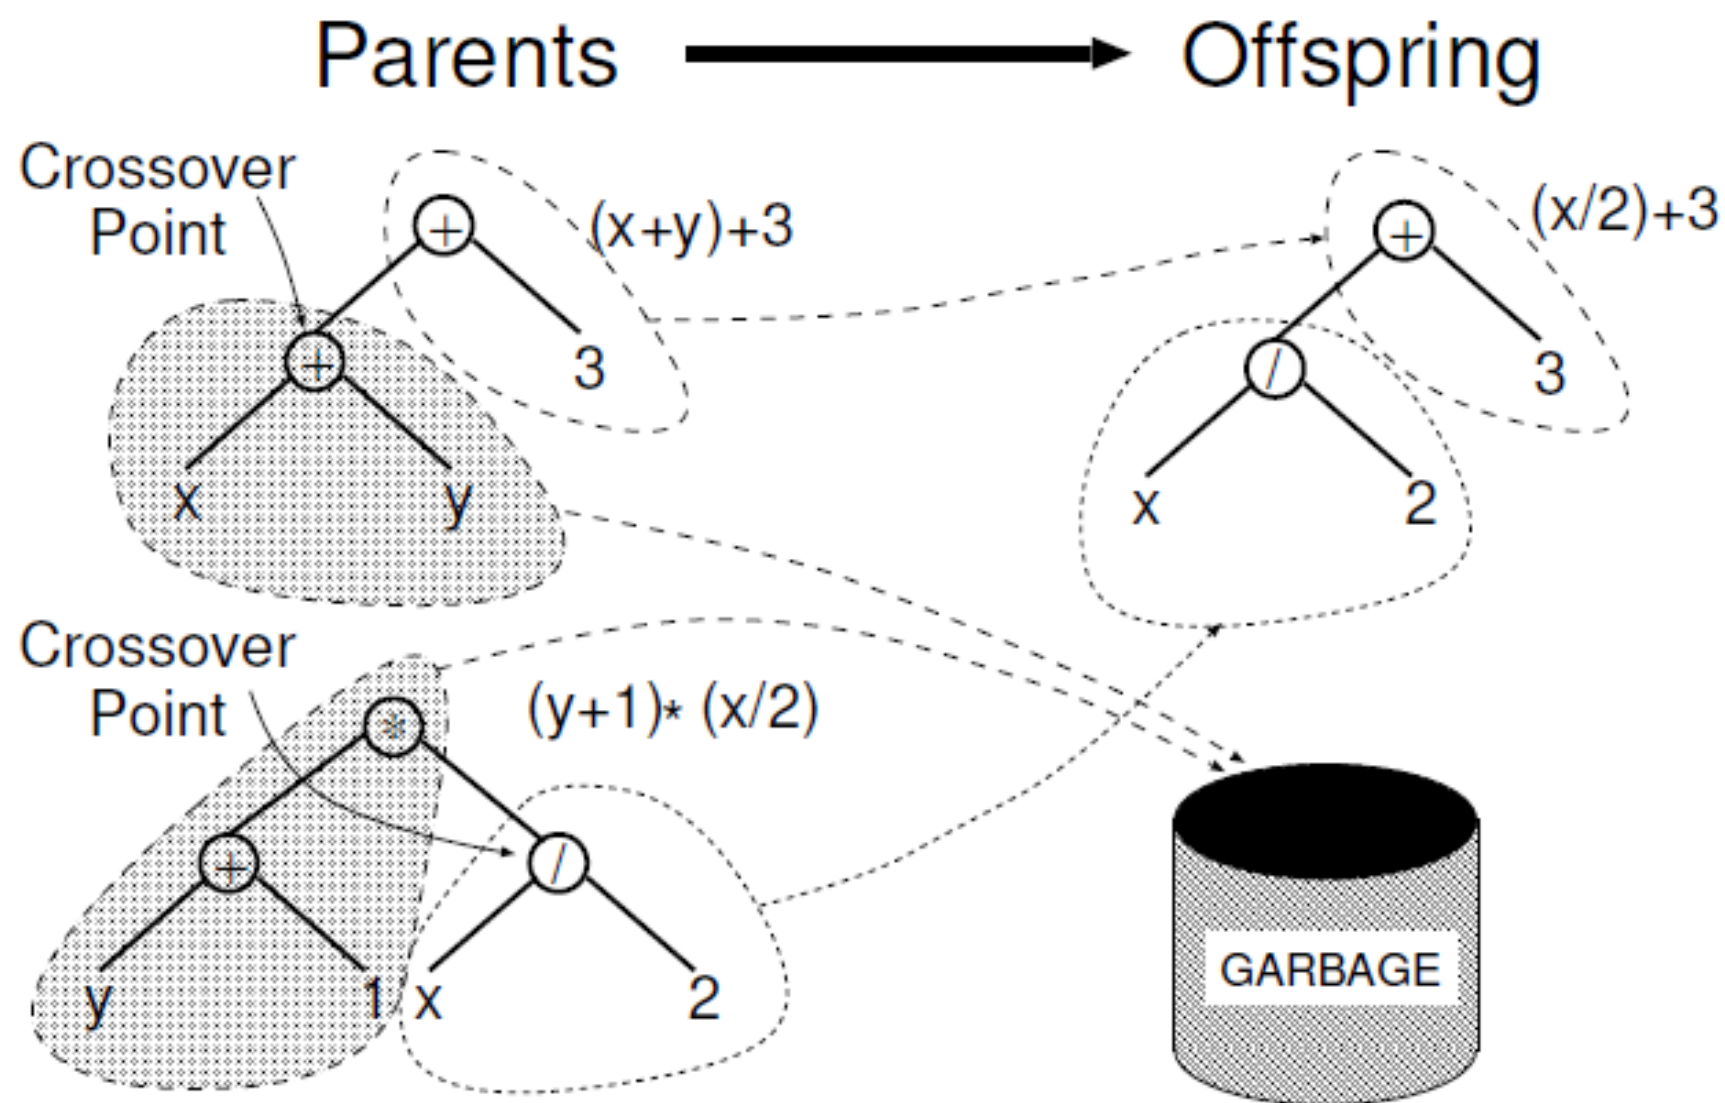 Parents
Offspring
Crossover
Point
+
(x+y)+3
+
3
x
y
+
(x/2)+3
/
3
x
2
Crossover
Point
*
(y+1)* (x/2)
+
/
y
1
x
2
GARBAGE